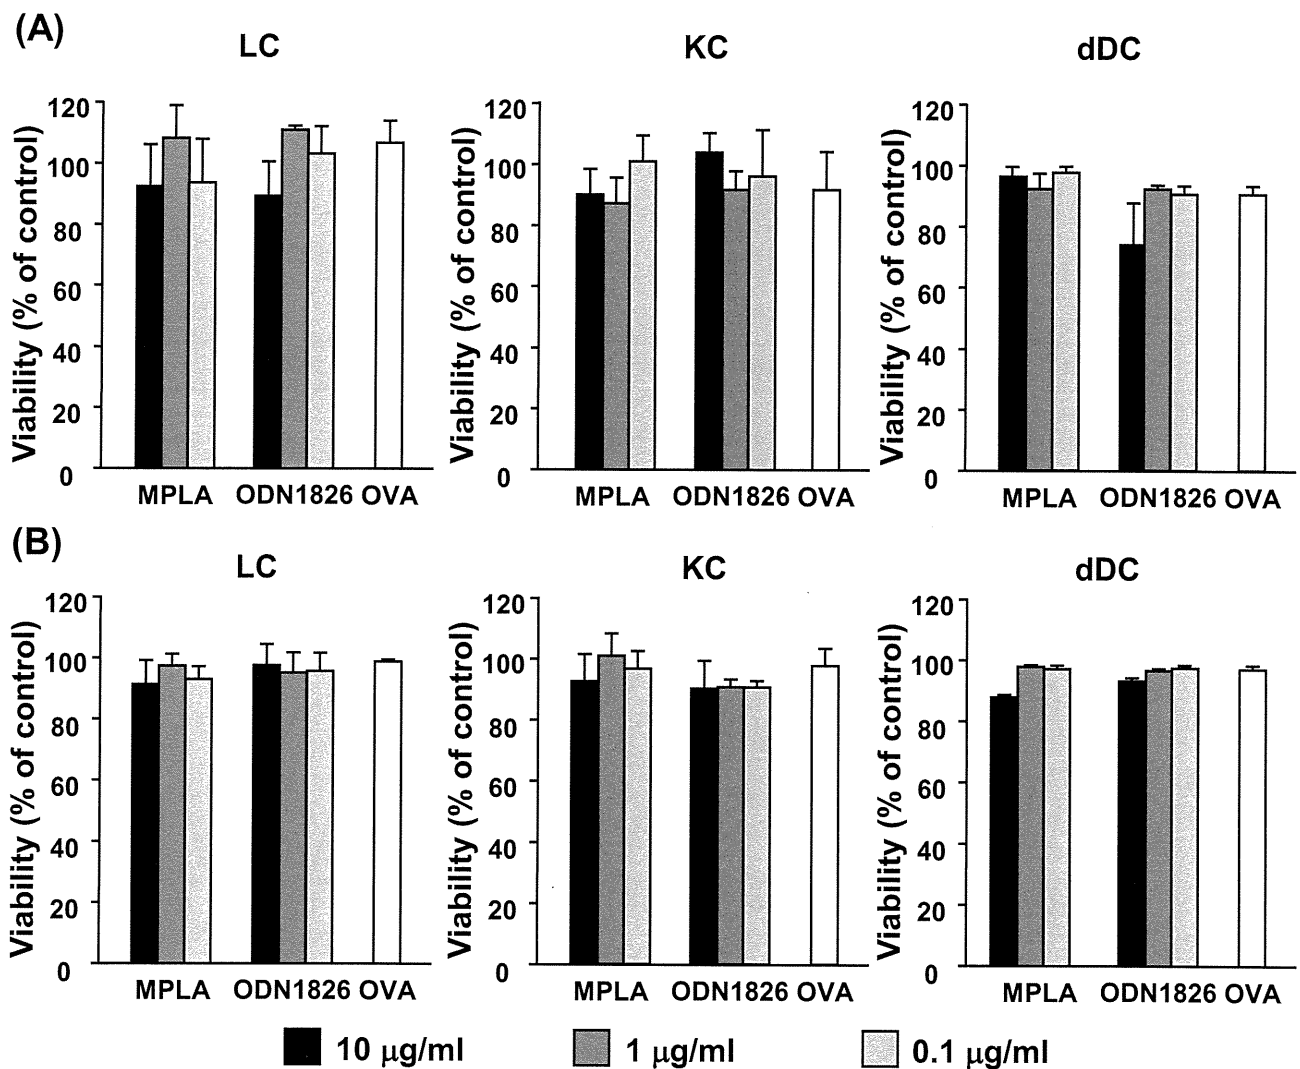 (A)
LC
KC
dDC
Viability (% of control)
120
100
80
60
40
20
0
MPLA ODN1826 OVA
Viability (% of control)
120
100
80
60
40
20
0
MPLA ODN1826 OVA
Viability (% of control)
120
100
80
60
40
20
0
MPLA ODN1826 OVA
(B)
LC
KC
dDC
Viability (% of control)
120
100
80
60
40
20
0
MPLA ODN1826 OVA
Viability (% of control)
120
100
80
60
40
20
0
MPLA ODN1826 OVA
Viability (% of control)
120
100
80
60
40
20
0
MPLA ODN1826 OVA
10 µg/ml
1 µg/ml
0.1 µg/ml